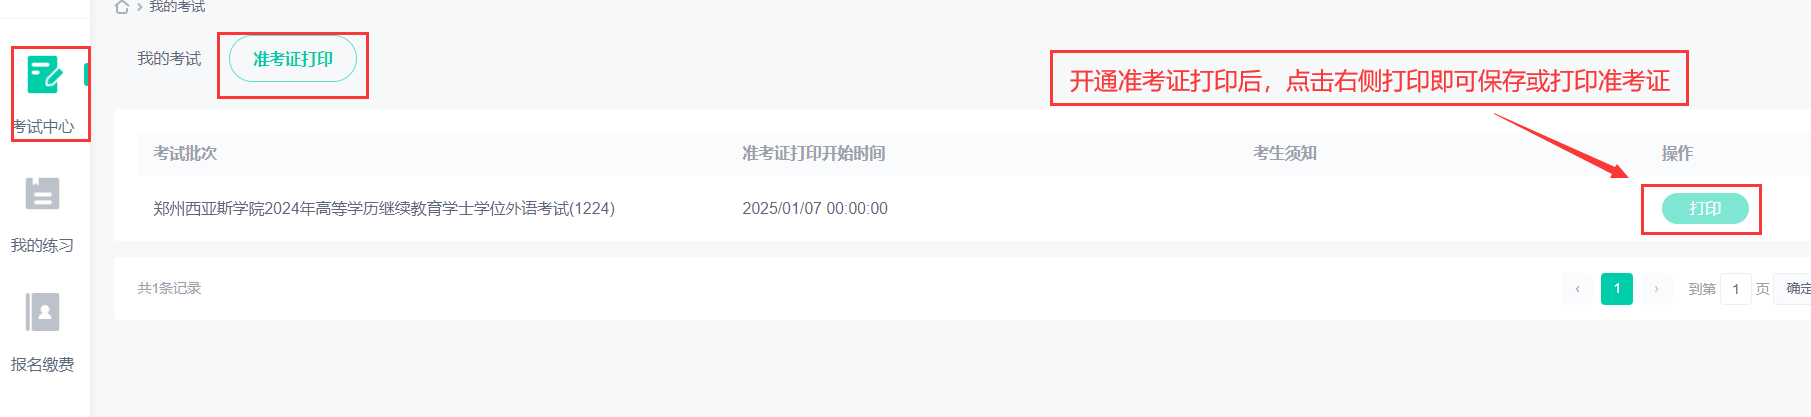 我的考试
我的考试
准考证打印
开通准考证打印后，点击右侧打印即可保存或打印准考证
考试中心
考试批次
准考证打印开始时间
考生须知
操作
郑州西亚斯学院2024年高等学历继续教育学士学位外语考试(1224)
2025/01/07 00:00:00
打印
我的练习
共1条记录
1
到第 1 页 确定
报名缴费